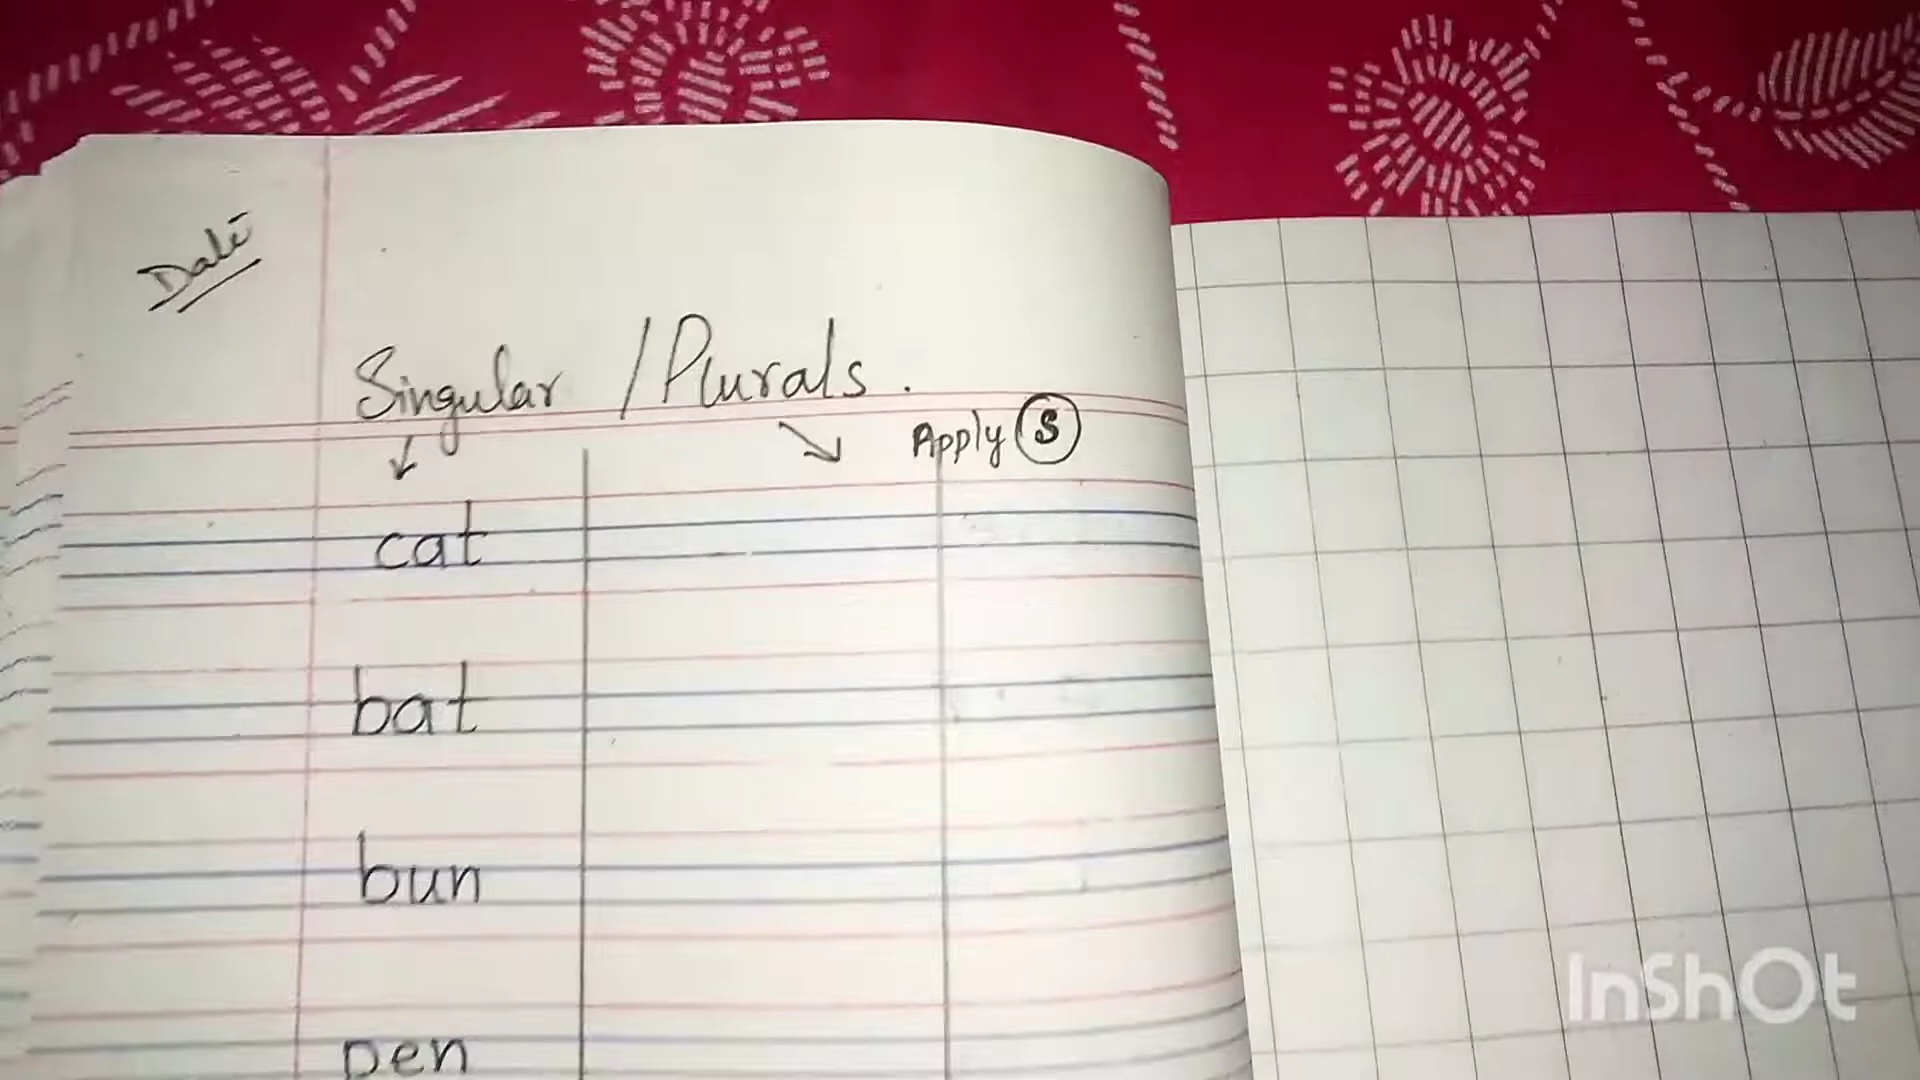 Date
Singular / Plurals.
Apply S
cat
bat
bun
pen
InShOt